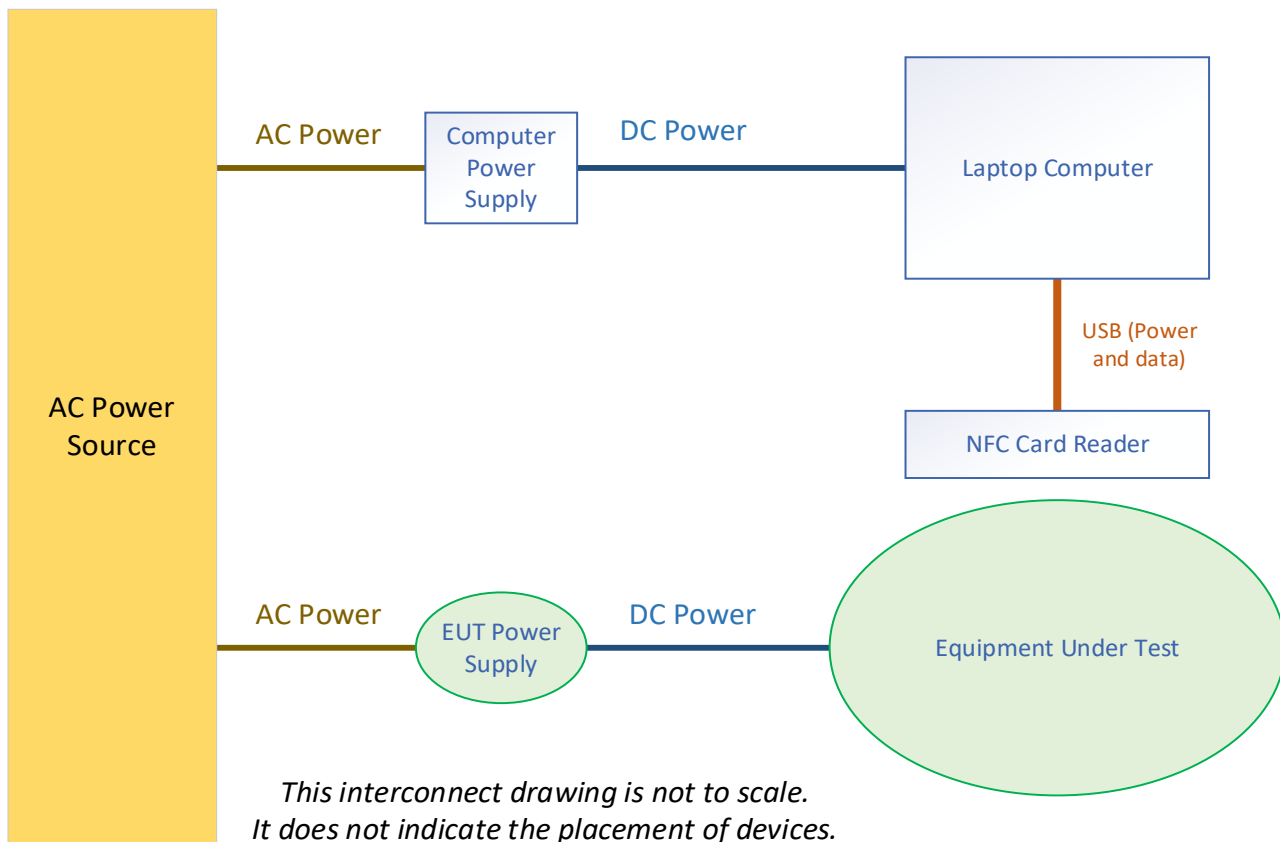 AC Power
Source
AC Power
Computer
Power
Supply
DC Power
Laptop Computer
USB (Power
and data)
NFC Card Reader
AC Power
EUT Power
Supply
DC Power
Equipment Under Test
This interconnect drawing is not to scale.
It does not indicate the placement of devices.